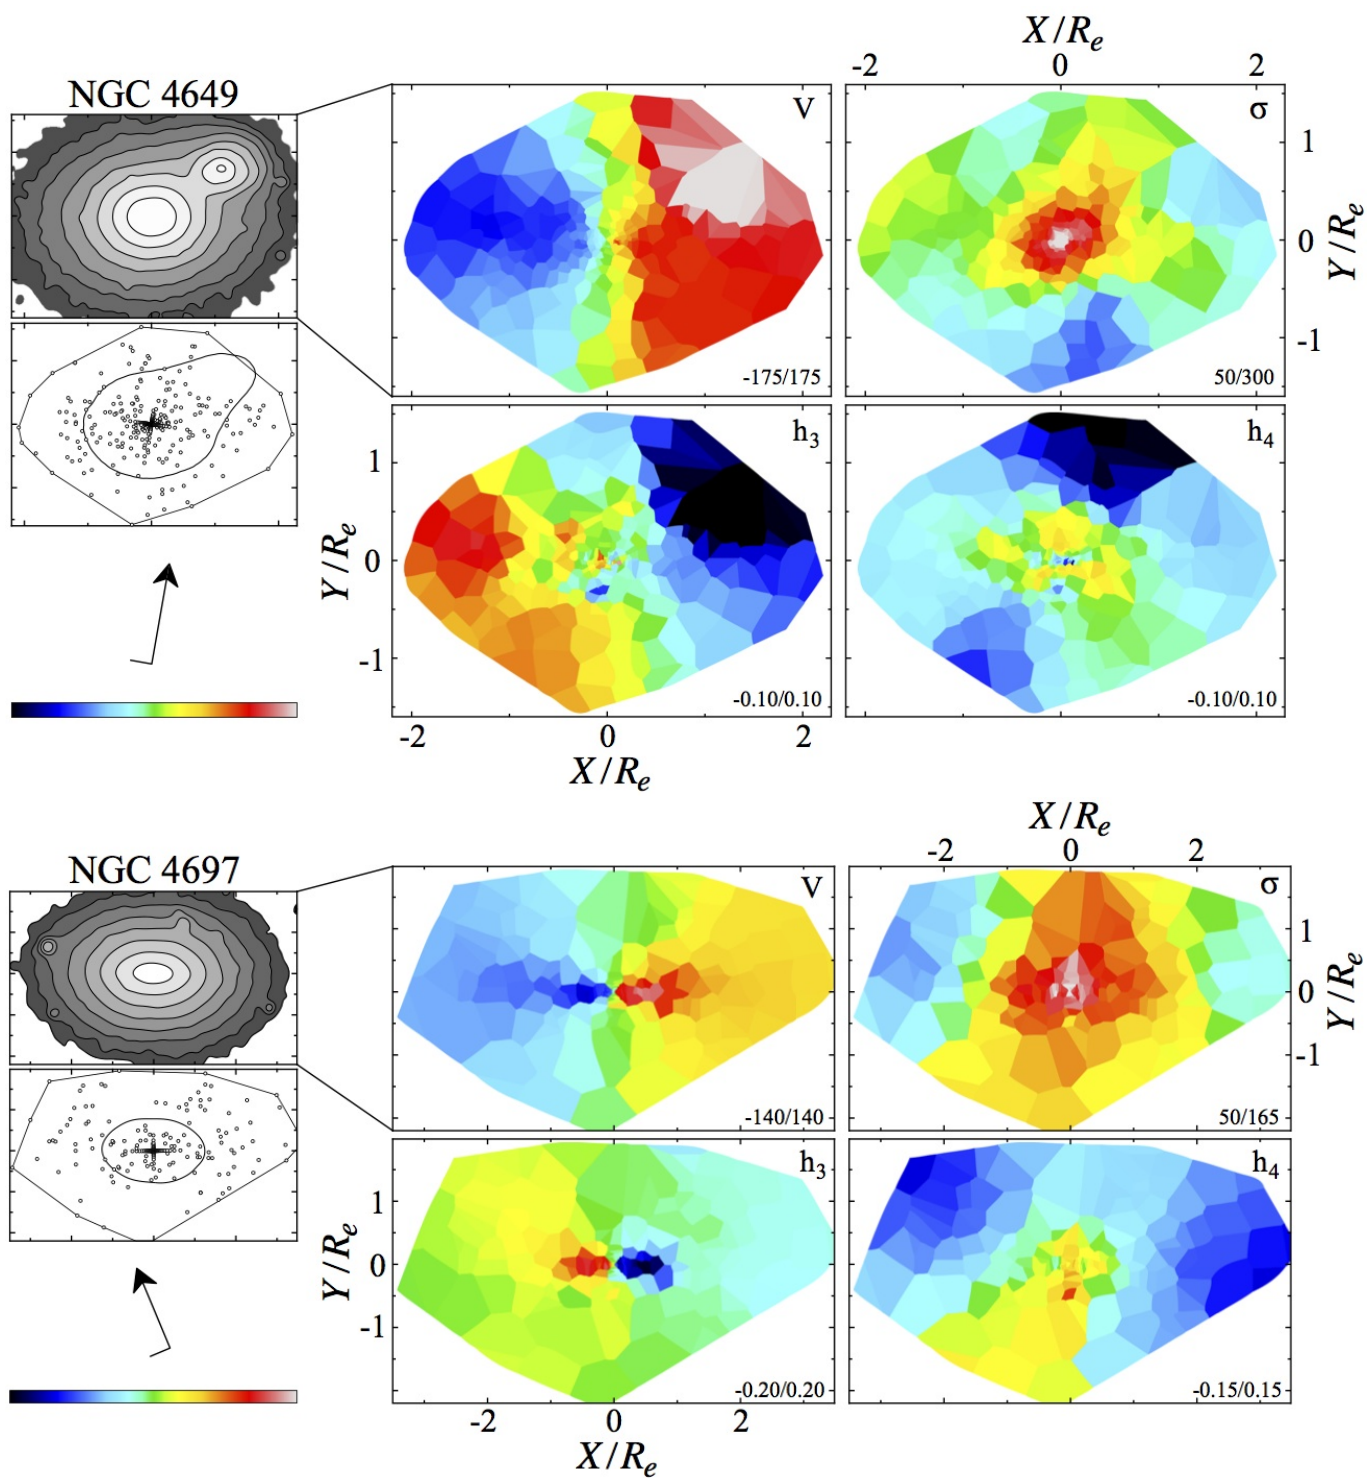 X/Re
-2 0 2
NGC 4649
V
σ
1
0
-1
Y/Re
-175/175
50/300
h3
h4
1
0
-1
Y/Re
-0.10/0.10
-0.10/0.10
-2 0 2
X/Re
X/Re
-2 0 2
NGC 4697
V
σ
1
0
-1
Y/Re
-140/140
50/165
h3
h4
1
0
-1
Y/Re
-0.20/0.20
-0.15/0.15
-2 0 2
X/Re